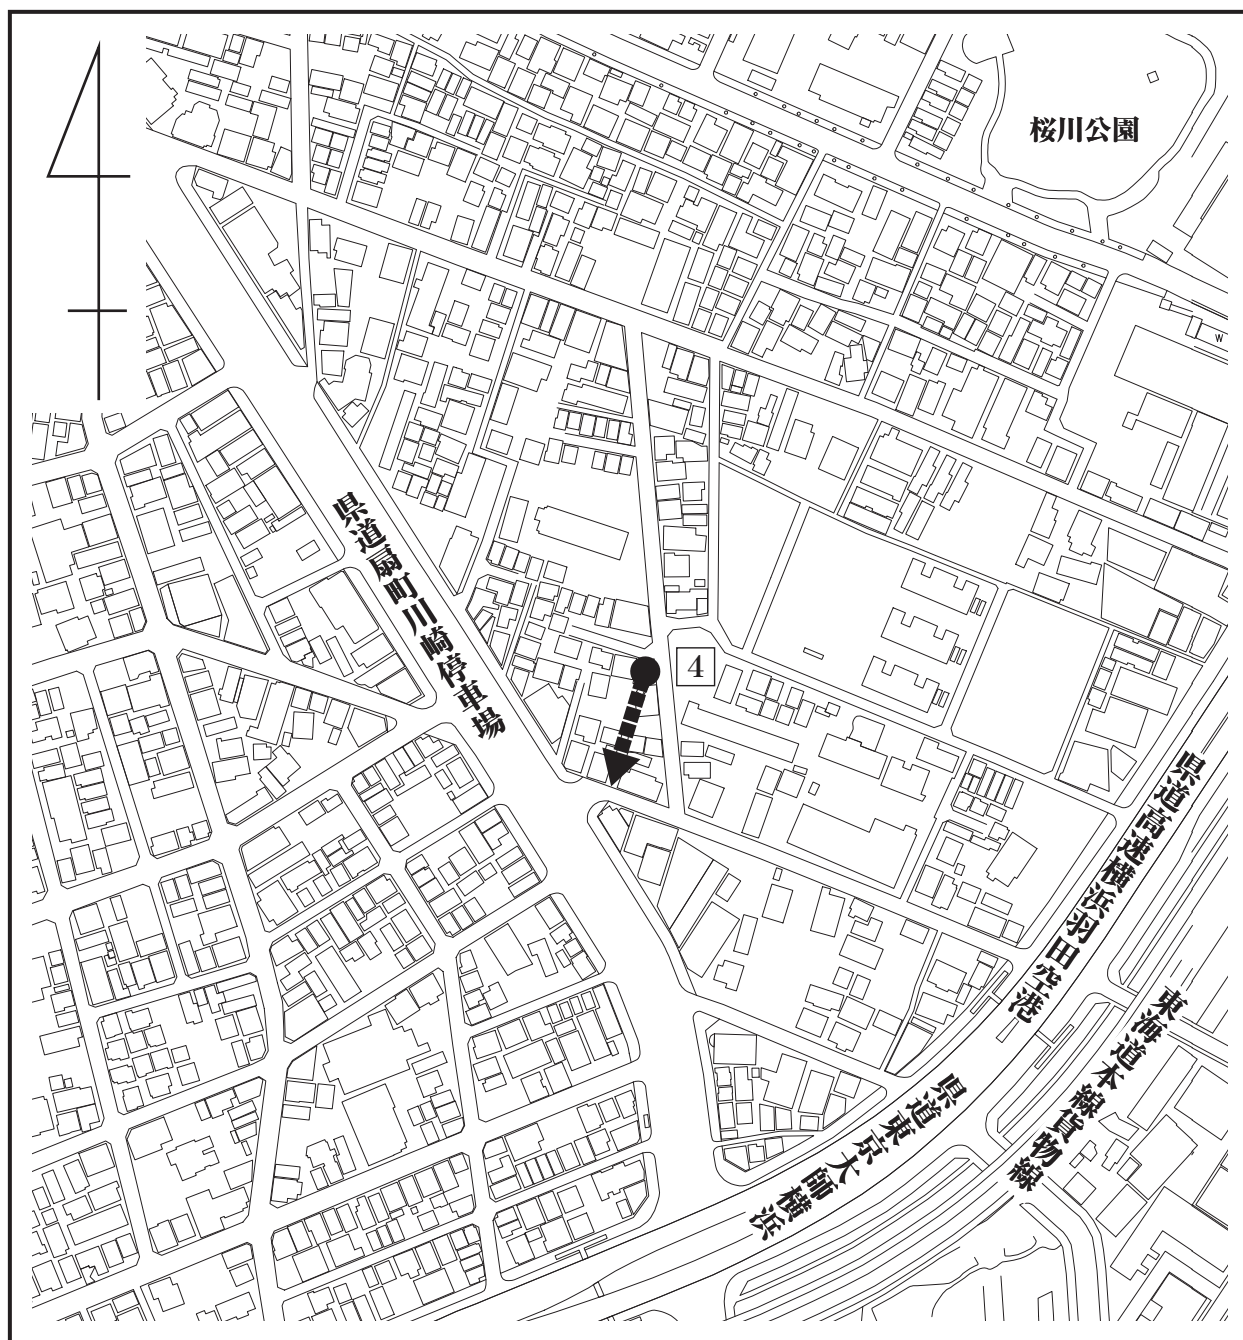 桜川公園
W
県道扇町川崎停車場
4
県道高速横浜羽田空港
東海道本線貨物線
県道東京大師横浜